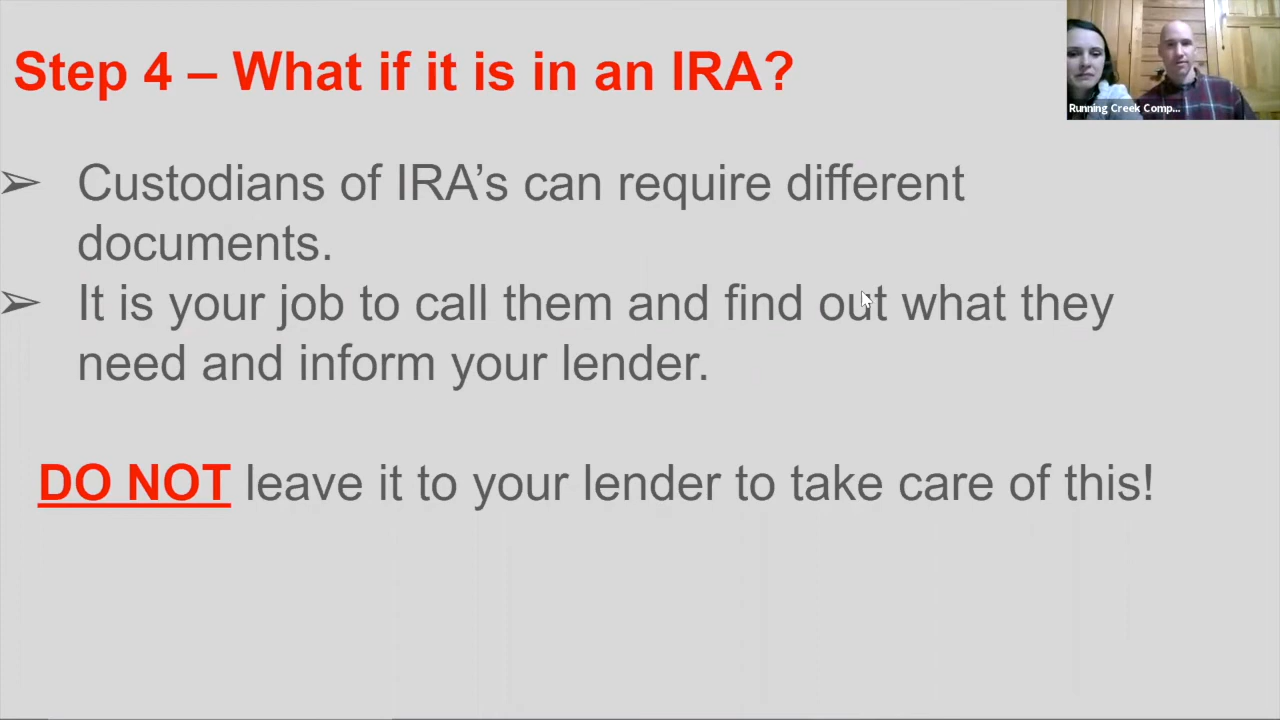 Step 4 – What if it is in an IRA?
Running Creek Comp...
➢ Custodians of IRA’s can require different
documents.
➢ It is your job to call them and find out what they
need and inform your lender.
DO NOT leave it to your lender to take care of this!